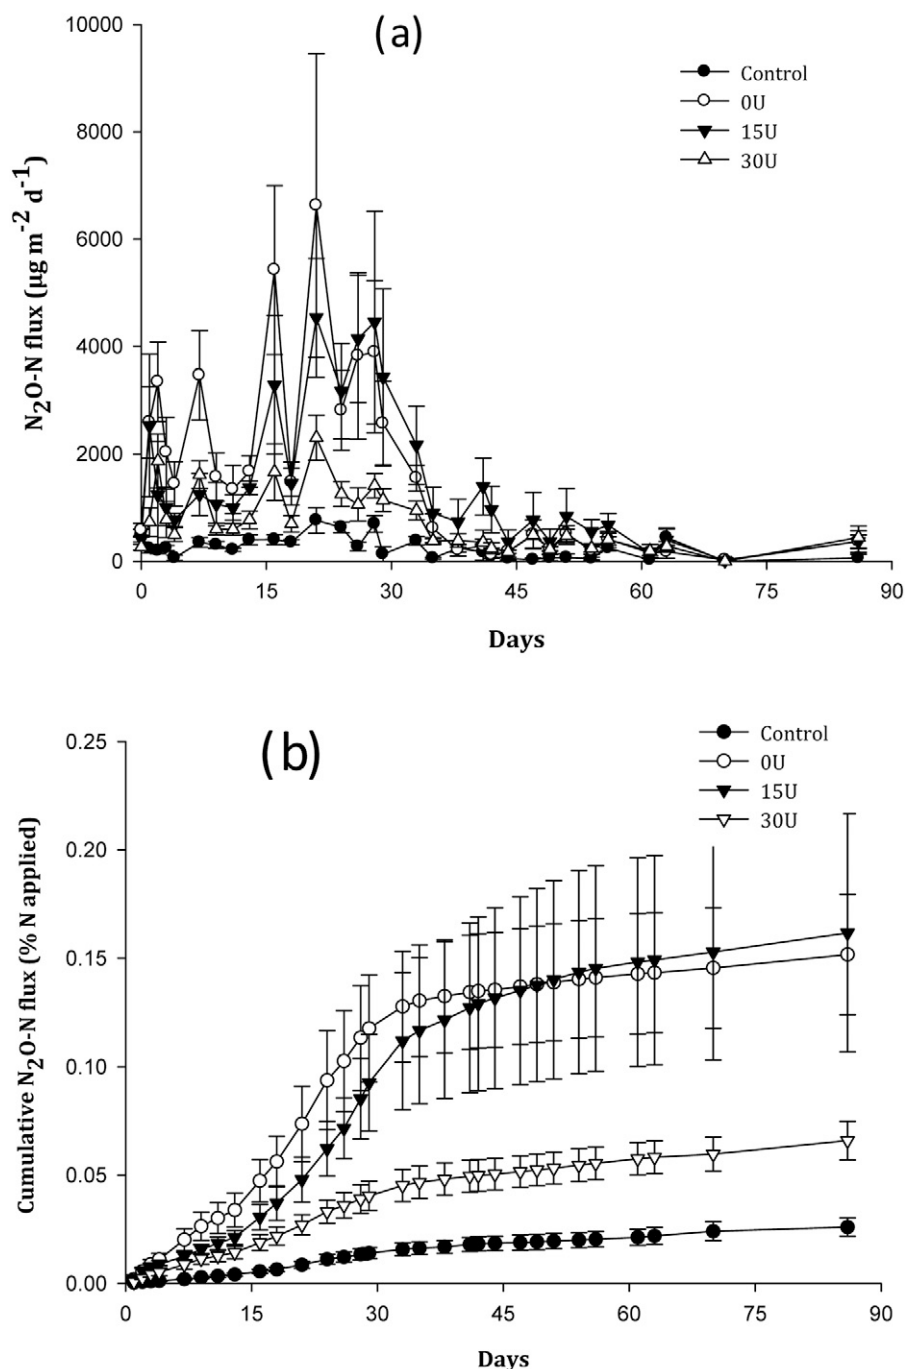 (a)
10000
8000
6000
4000
2000
0
N2O-N flux (µg m-2 d-1)
Control
0U
15U
30U
0 15 30 45 60 75 90
Days
(b)
0.25
0.20
0.15
0.10
0.05
0.00
Cumulative N2O-N flux (% N applied)
Control
0U
15U
30U
0 15 30 45 60 75 90
Days